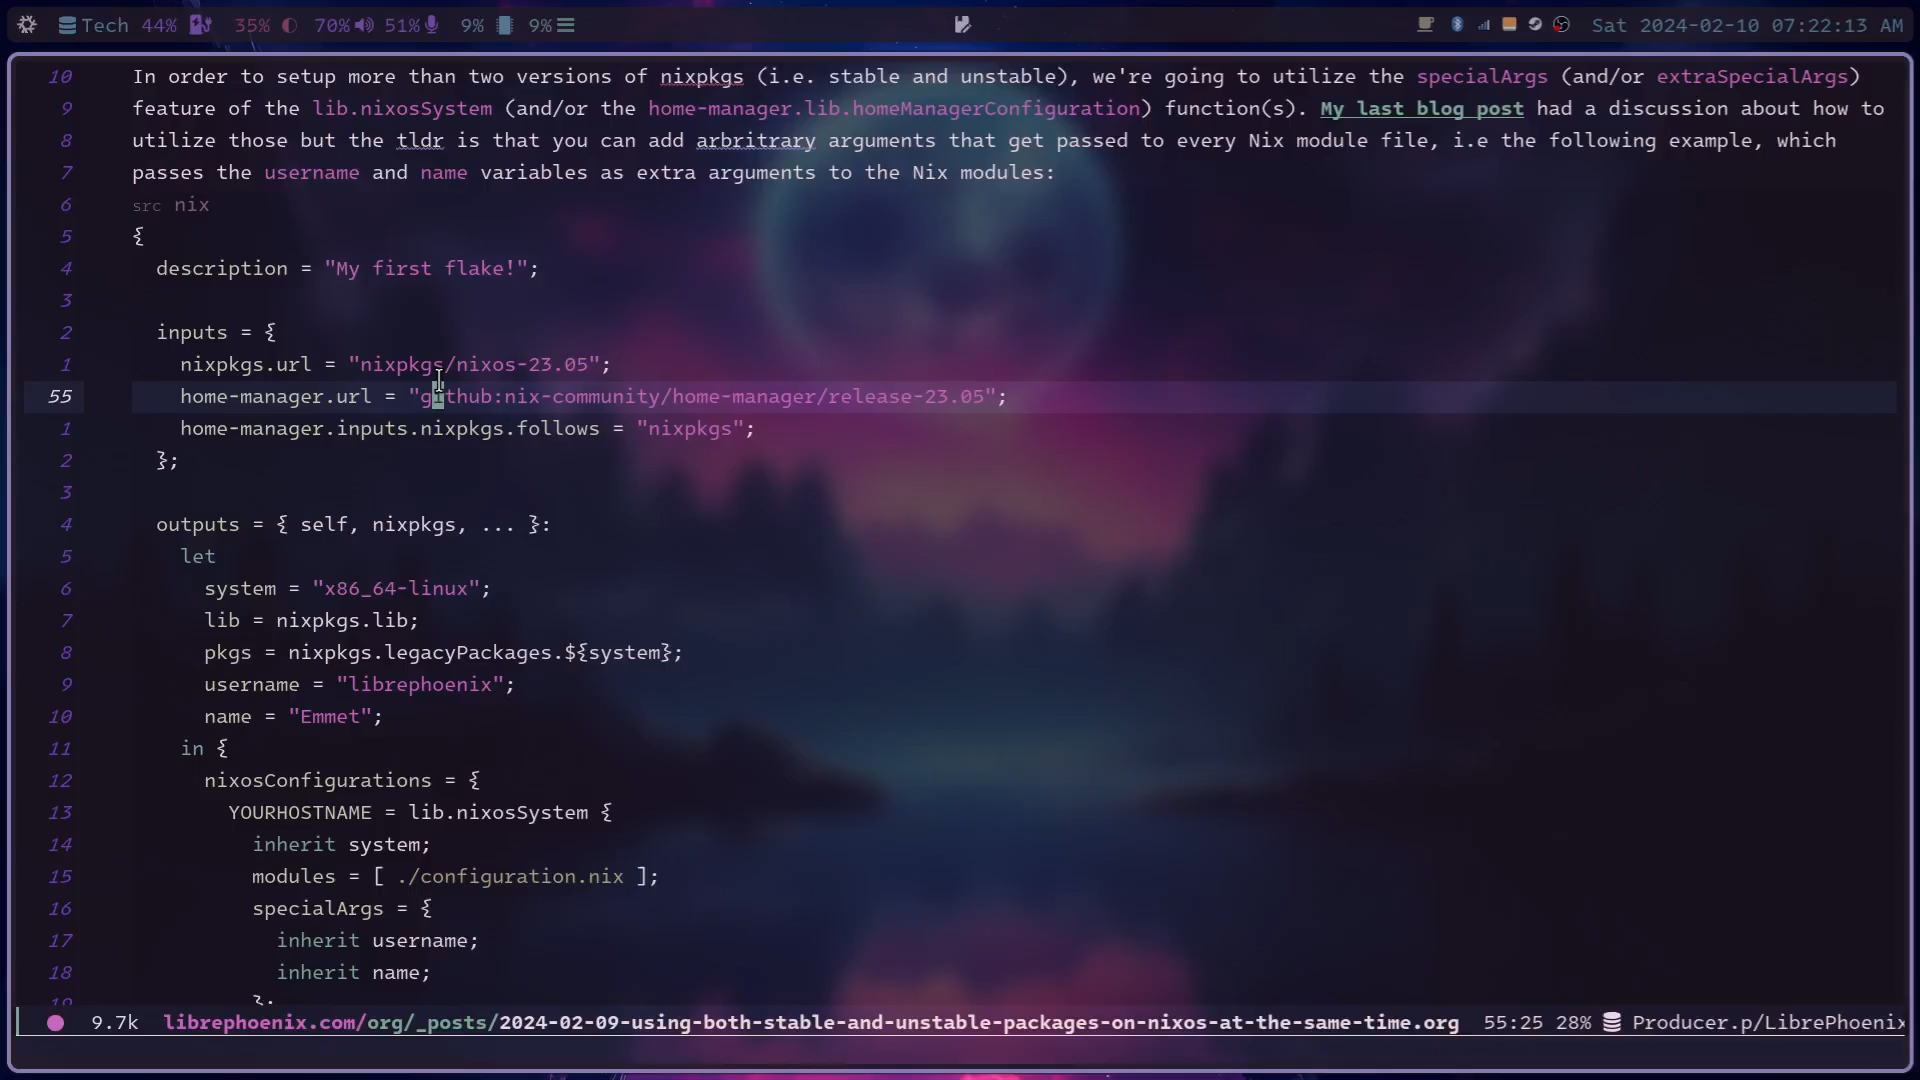 Tech 44% 35% 70% 51% 9% 9% Sat 2024-02-10 07:22:13 AM
10 In order to setup more than two versions of nixpkgs (i.e. stable and unstable), we're going to utilize the specialArgs (and/or extraSpecialArgs)
9 feature of the lib.nixosSystem (and/or the home-manager.lib.homeManagerConfiguration) function(s). My last blog post had a discussion about how to
8 utilize those but the tldr is that you can add arbritrary arguments that get passed to every Nix module file, i.e the following example, which
7 passes the username and name variables as extra arguments to the Nix modules:
6 src nix
5 {
4 description = "My first flake!";
3
2 inputs = {
1 nixpkgs.url = "nixpkgs/nixos-23.05";
55 home-manager.url = "github:nix-community/home-manager/release-23.05";
1 home-manager.inputs.nixpkgs.follows = "nixpkgs";
2 };
3
4 outputs = { self, nixpkgs, ... }:
5 let
6 system = "x86_64-linux";
7 lib = nixpkgs.lib;
8 pkgs = nixpkgs.legacyPackages.${system};
9 username = "librephoenix";
10 name = "Emmet";
11 in {
12 nixosConfigurations = {
13 YOURHOSTNAME = lib.nixosSystem {
14 inherit system;
15 modules = [ ./configuration.nix ];
16 specialArgs = {
17 inherit username;
18 inherit name;
19 };
9.7k librephoenix.com/org/_posts/2024-02-09-using-both-stable-and-unstable-packages-on-nixos-at-the-same-time.org 55:25 28% Producer.p/LibrePhoenix